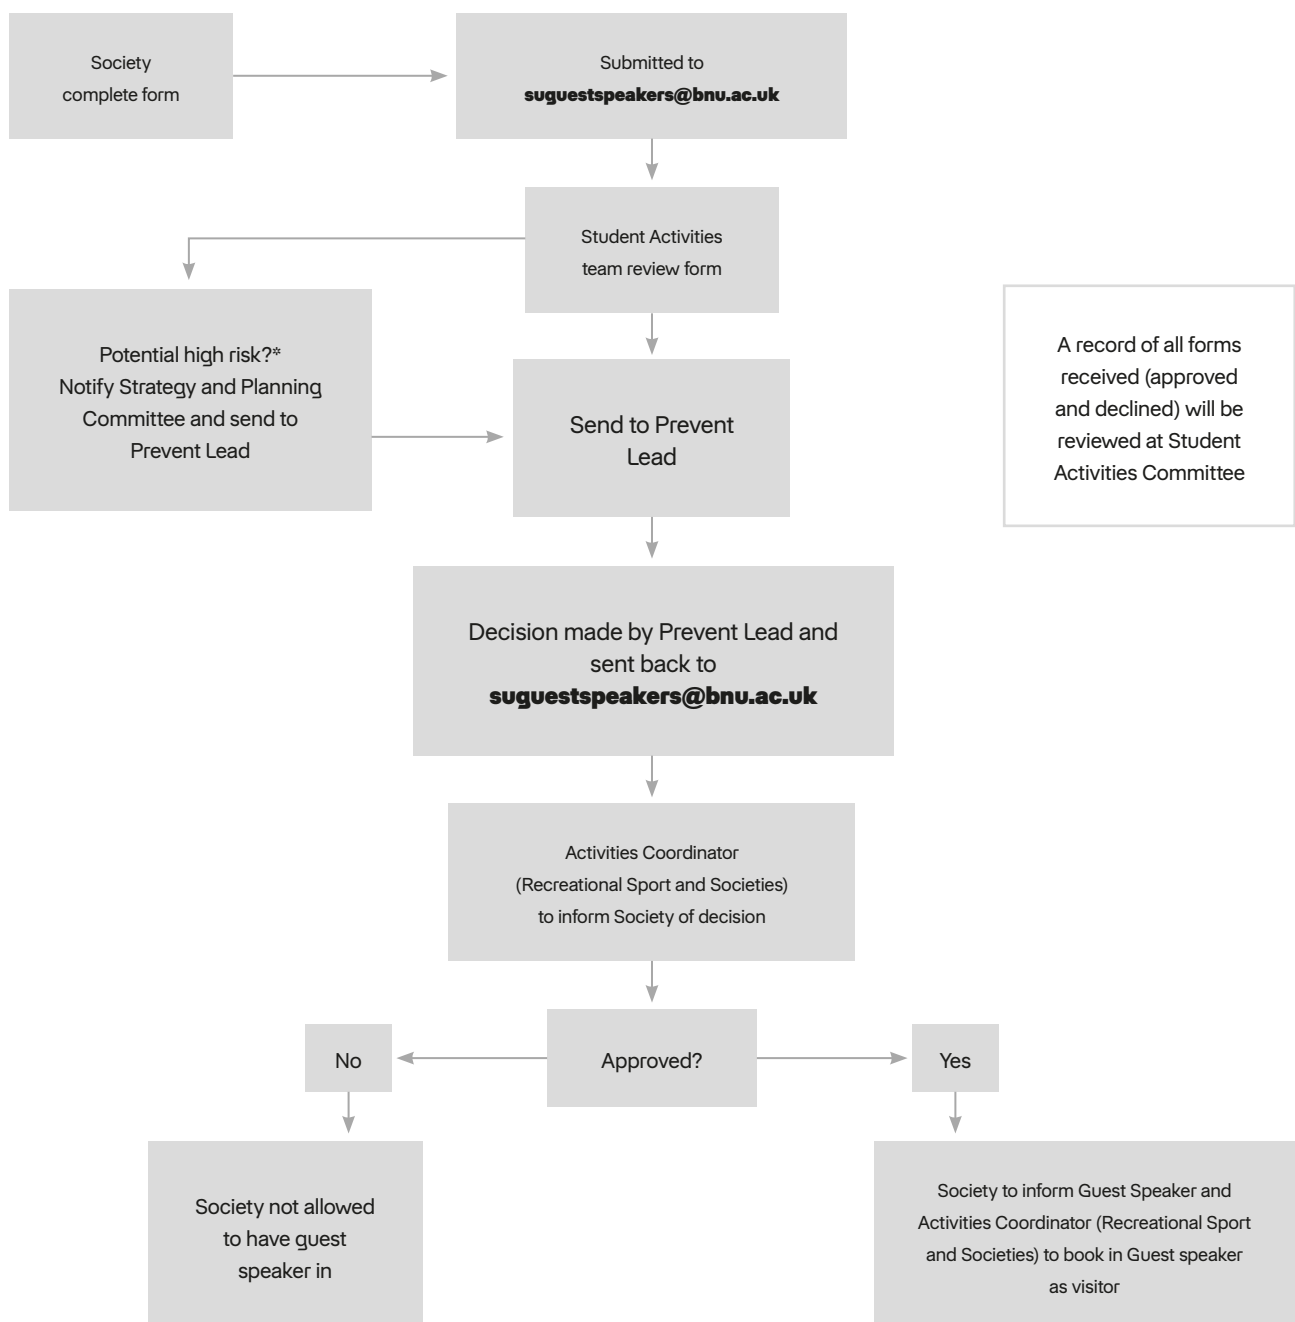 Society
complete form
Submitted to
suguestspeakers@bnu.ac.uk
Student Activities
team review form
Potential high risk?*
Notify Strategy and Planning
Committee and send to
Prevent Lead
Send to Prevent
Lead
A record of all forms
received (approved
and declined) will be
reviewed at Student
Activities Committee
Decision made by Prevent Lead and
sent back to
suguestspeakers@bnu.ac.uk
Activities Coordinator
(Recreational Sport and Societies)
to inform Society of decision
Approved?
No
Yes
Society not allowed
to have guest
speaker in
Society to inform Guest Speaker and
Activities Coordinator (Recreational Sport
and Societies) to book in Guest speaker
as visitor